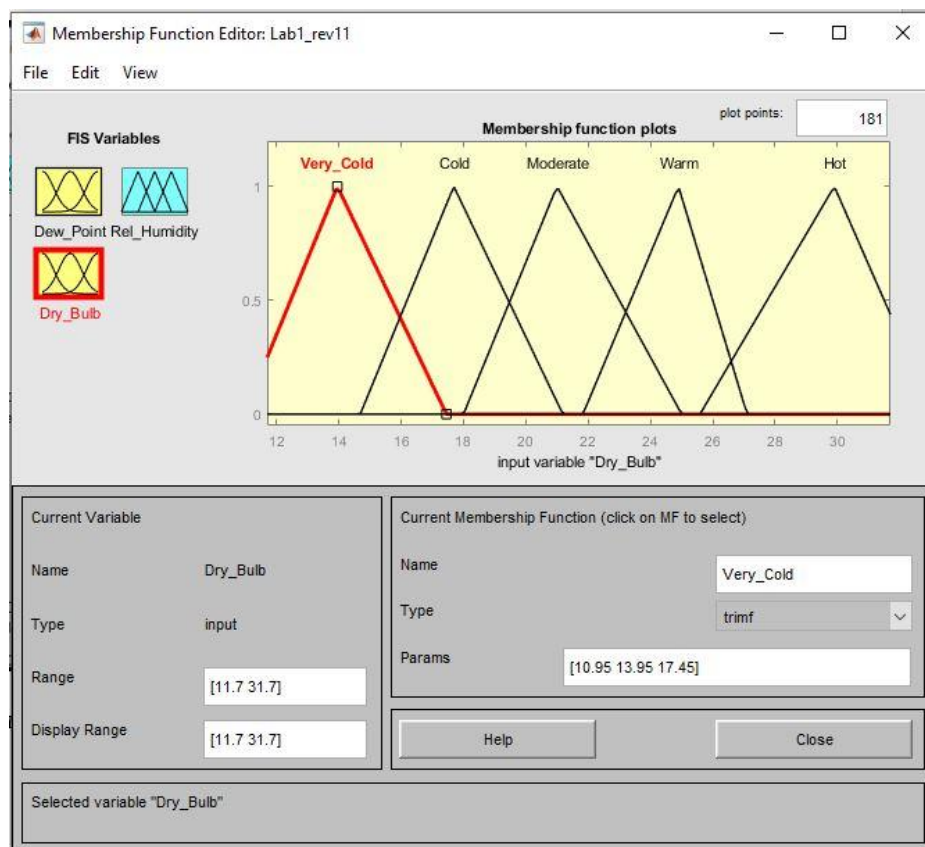 Membership Function Editor: Lab1_rev11
File Edit View
FIS Variables
Dew_Point Rel_Humidity
Dry_Bulb
plot points: 181
Membership function plots
Very_Cold Cold Moderate Warm Hot
1
0.5
0
12 14 16 18 20 22 24 26 28 30
input variable "Dry_Bulb"
Current Variable
Name Dry_Bulb
Type input
Range [11.7 31.7]
Display Range [11.7 31.7]
Current Membership Function (click on MF to select)
Name Very_Cold
Type trimf
Params [10.95 13.95 17.45]
Help Close
Selected variable "Dry_Bulb"